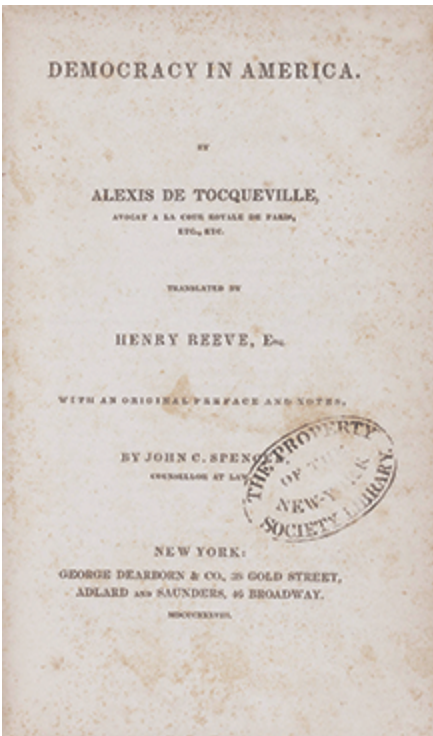 DEMOCRACY IN AMERICA.
BY
ALEXIS DE TOCQUEVILLE,
AVOCAT A LA COUR ROYALE DE PARIS,
ETC., ETC.
TRANSLATED BY
HENRY REEVE, Esq.
WITH AN ORIGINAL PREFACE AND NOTES,
BY JOHN C. SPENCER
COUNSELLOR AT LAW
THE PROPERTY
OF THE
NEW-YORK
SOCIETY LIBRARY.
NEW YORK:
GEORGE DEARBORN & CO., 38 GOLD STREET,
ADLARD AND SAUNDERS, 46 BROADWAY.
MDCCCXXXVIII.